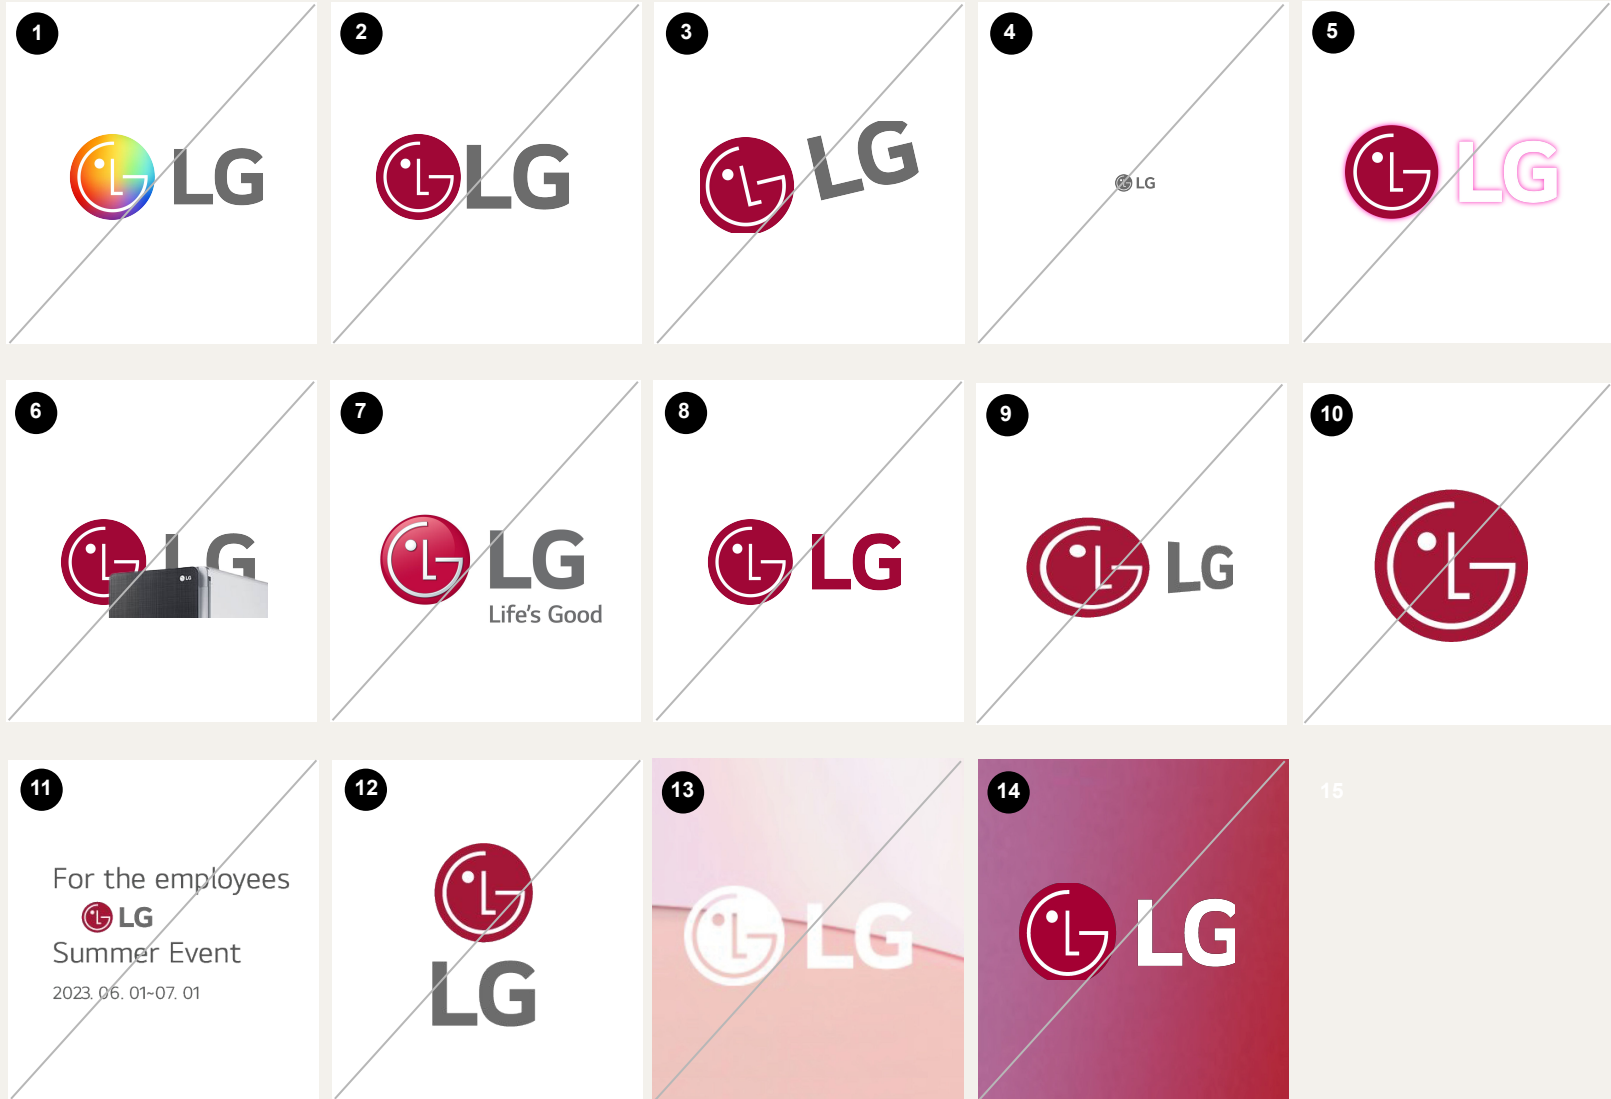 1
2
3
4
5
LG
LG
LG
LG
LG
6
7
8
9
10
LG
LG
LG
LG
LG
Life's Good
11
12
13
14
15
For the employees
LG
Summer Event
2023. 06. 01~07. 01
LG
LG
LG